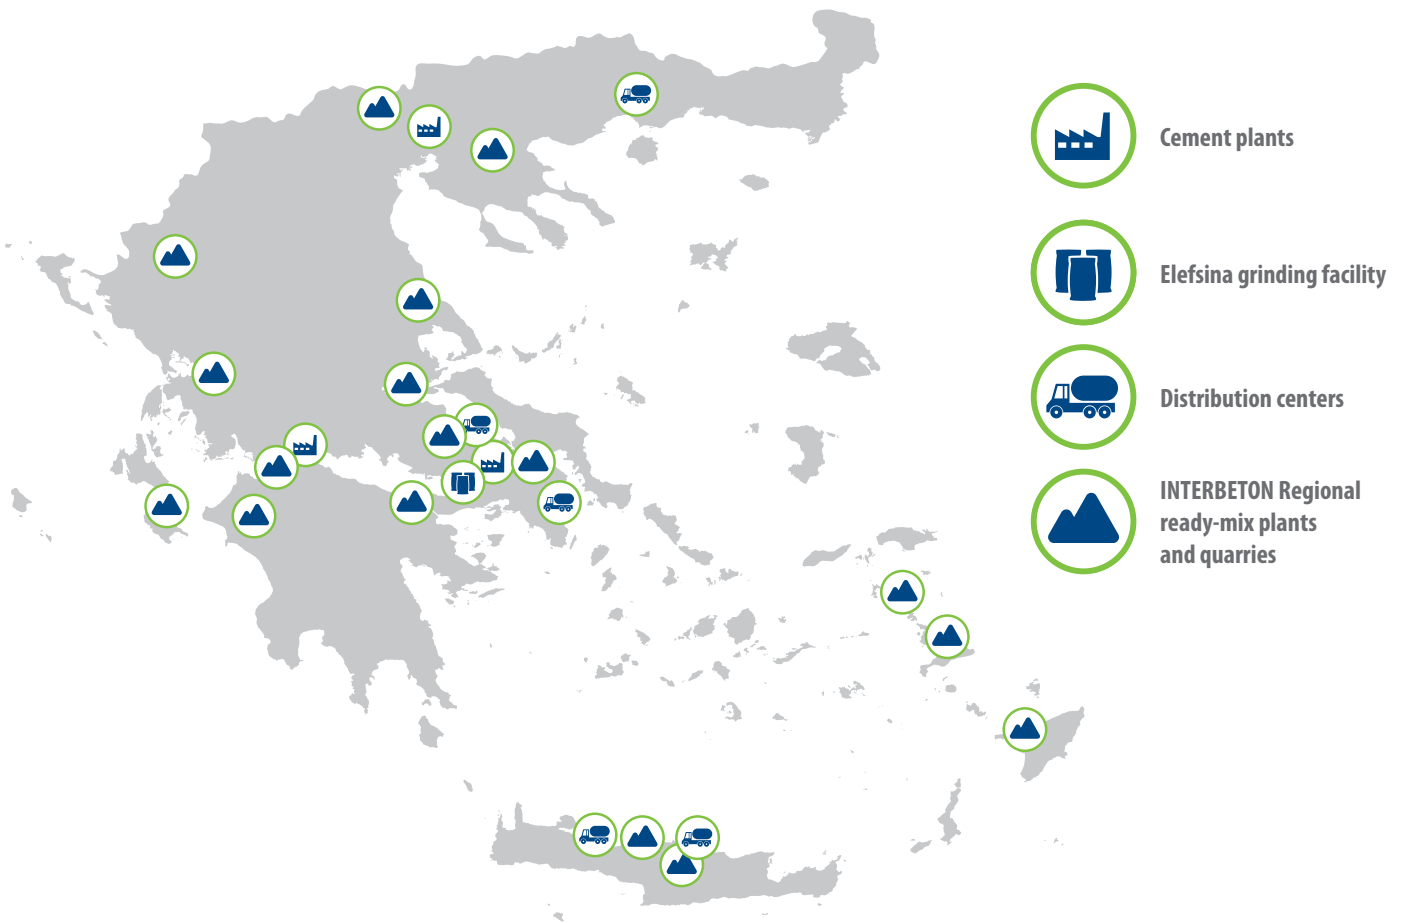 Cement plants
Elefsina grinding facility
Distribution centers
INTERBETON Regional
ready-mix plants
and quarries